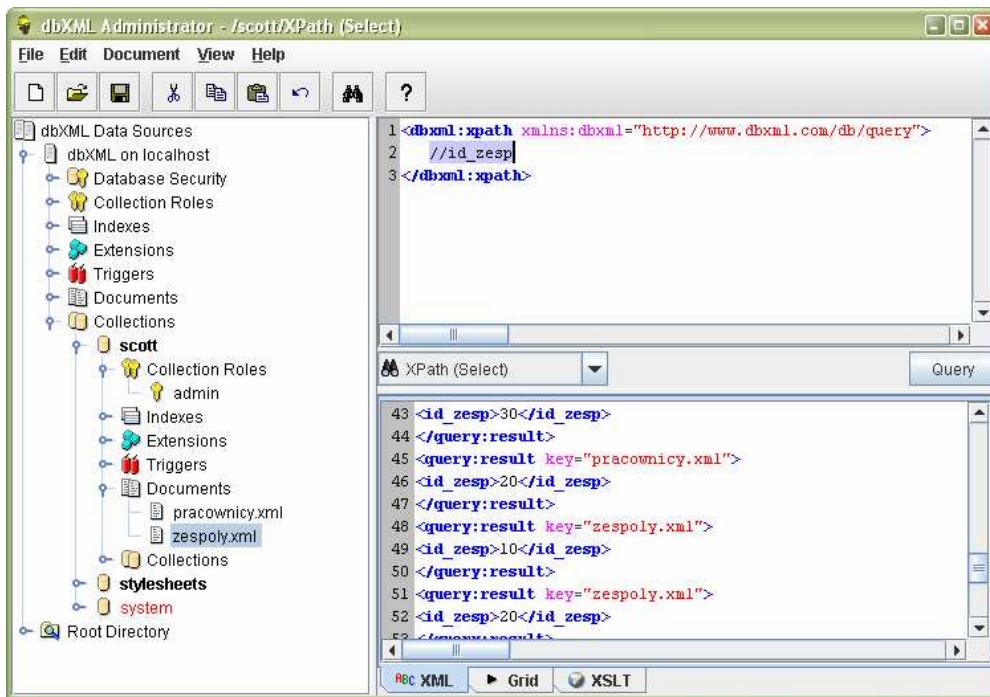 dbXML Administrator - /scott/XPath (Select)
File Edit Document View Help
?
dbXML Data Sources
dbXML on localhost
Database Security
Collection Roles
Indexes
Extensions
Triggers
Documents
Collections
scott
Collection Roles
admin
Indexes
Extensions
Triggers
Documents
pracownicy.xml
zespoly.xml
Collections
stylesheets
system
Root Directory
1 <dbxml:xpath xmlns:dbxml="http://www.dbxml.com/db/query">
2 //id_zesp
3 </dbxml:xpath>
XPath (Select)
Query
43 <id_zesp>30</id_zesp>
44 </query:result>
45 <query:result key="pracownicy.xml">
46 <id_zesp>20</id_zesp>
47 </query:result>
48 <query:result key="zespoly.xml">
49 <id_zesp>10</id_zesp>
50 </query:result>
51 <query:result key="zespoly.xml">
52 <id_zesp>20</id_zesp>
53 </query:result>
ABC XML Grid XSLT